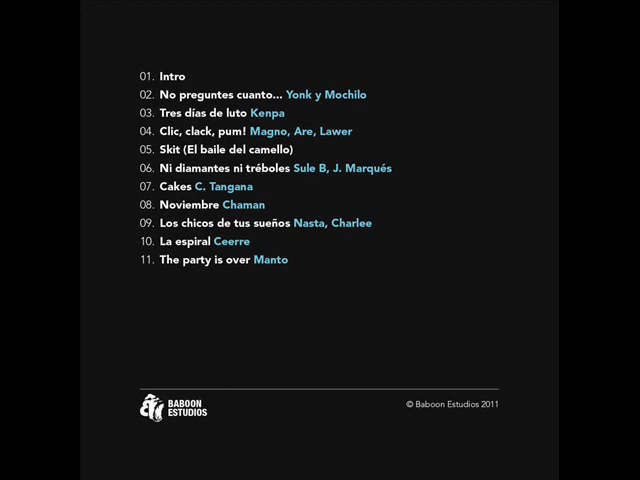 01. Intro
02. No preguntes cuanto... Yonk y Mochilo
03. Tres días de luto Kenpa
04. Clic, clack, pum! Magno, Are, Lawer
05. Skit (El baile del camello)
06. Ni diamantes ni tréboles Sule B, J. Marqués
07. Cakes C. Tangana
08. Noviembre Chaman
09. Los chicos de tus sueños Nasta, Charlee
10. La espiral Ceerre
11. The party is over Manto
BABOON
ESTUDIOS
© Baboon Estudios 2011